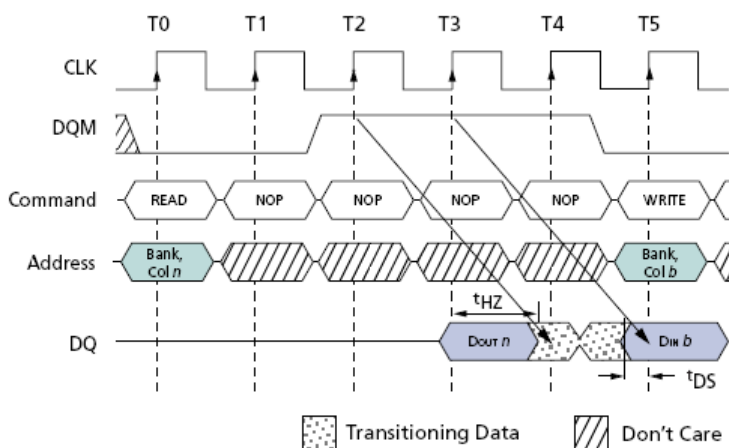 T0 T1 T2 T3 T4 T5
CLK
DQM
Command READ NOP NOP NOP NOP WRITE
Address Bank, Col n Bank, Col b
tHZ
DQ DOUT n DIN b
tDS
Transitioning Data Don't Care